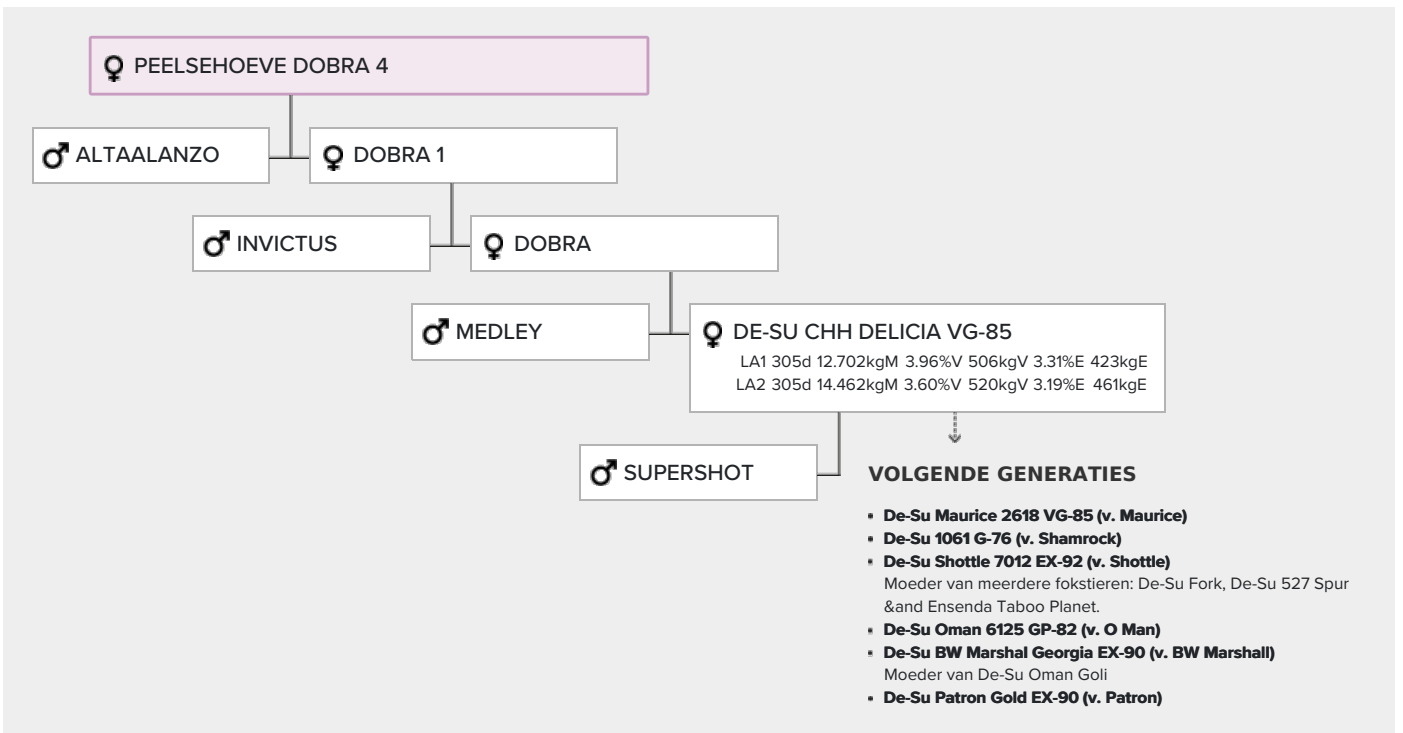 PEELSEHOEVE DOBRA 4
ALTAALANZO
DOBRA 1
INVICTUS
DOBRA
MEDLEY
DE-SU CHH DELICIA VG-85
LA1 305d 12.702kgM 3.96%V 506kgV 3.31%E 423kgE
LA2 305d 14.462kgM 3.60%V 520kgV 3.19%E 461kgE
SUPERSHOT
VOLGENDE GENERATIES
De-Su Maurice 2618 VG-85 (v. Maurice)
De-Su 1061 G-76 (v. Shamrock)
De-Su Shottle 7012 EX-92 (v. Shottle)
Moeder van meerdere fokstieren: De-Su Fork, De-Su 527 Spur
&and Ensenda Taboo Planet.
De-Su Oman 6125 GP-82 (v. O Man)
De-Su BW Marshal Georgia EX-90 (v. BW Marshall)
Moeder van De-Su Oman Goli
De-Su Patron Gold EX-90 (v. Patron)